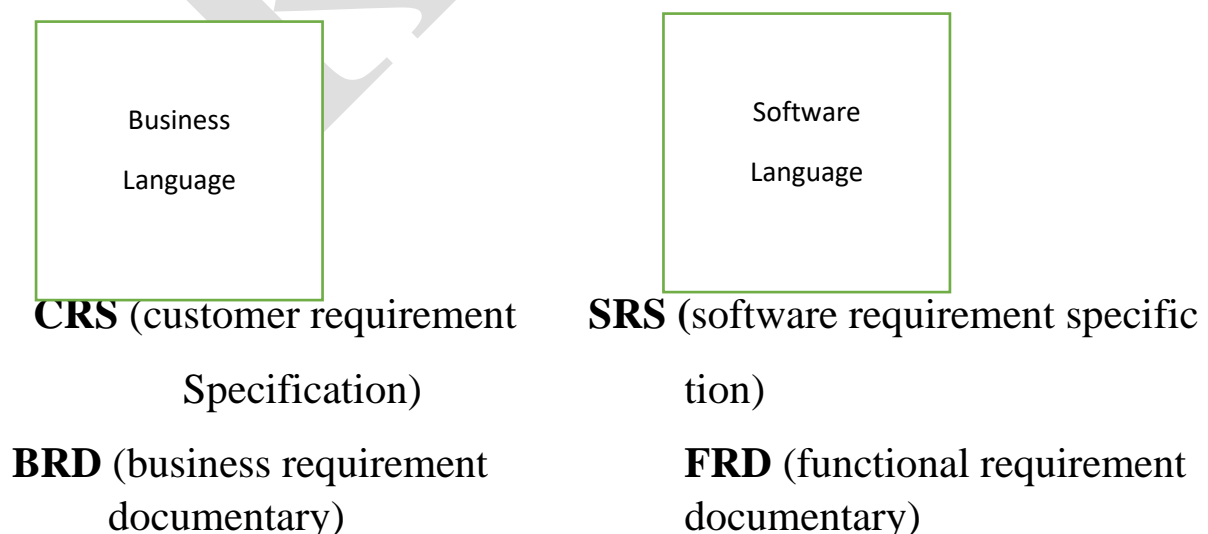 Business
Language
Software
Language
CRS (customer requirement
Specification)
SRS (software requirement specific
tion)
BRD (business requirement
documentary)
FRD (functional requirement
documentary)